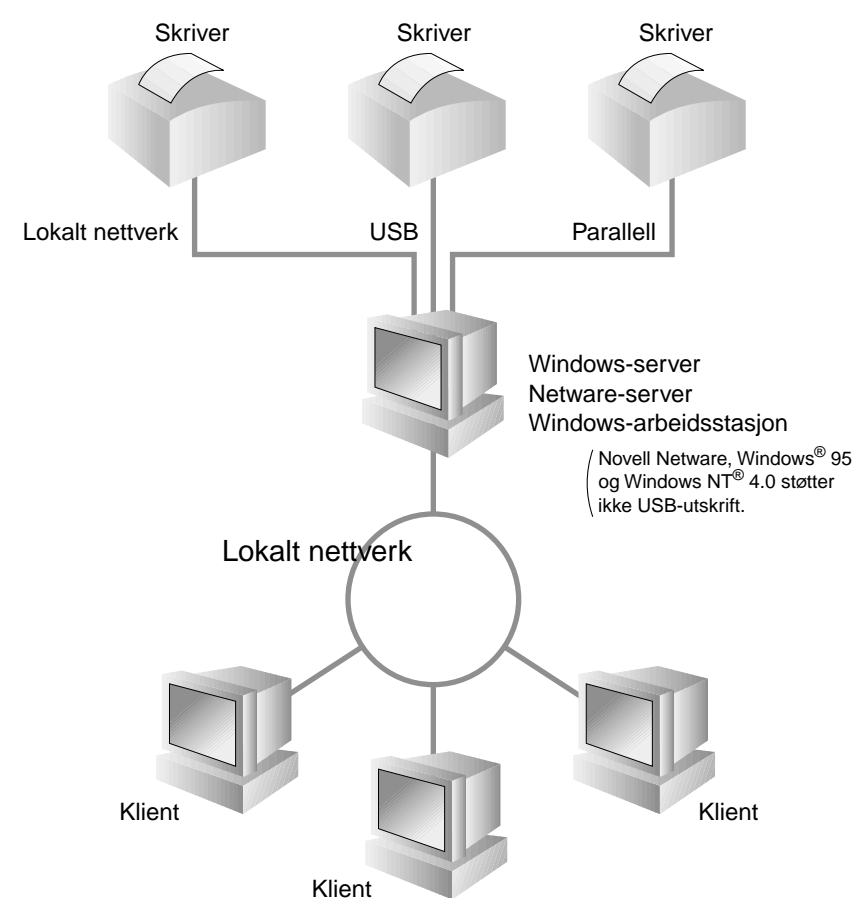 Skriver
Skriver
Skriver
Lokalt nettverk
USB
Parallell
Windows-server
Netware-server
Windows-arbeidsstasjon
Novell Netware, Windows® 95
og Windows NT® 4.0 støtter
ikke USB-utskrift.
Lokalt nettverk
Klient
Klient
Klient